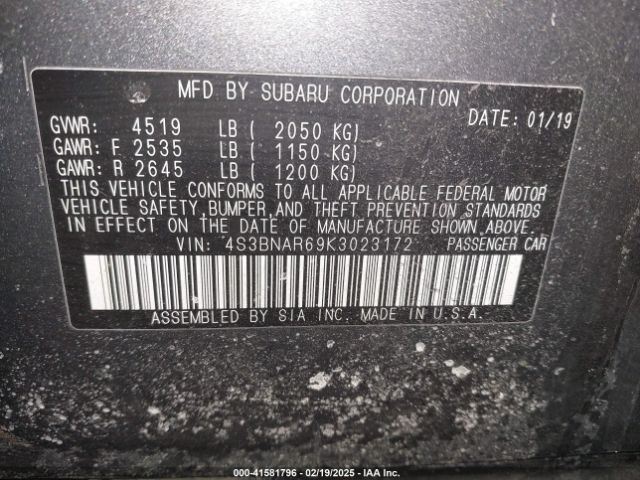 MFD BY SUBARU CORPORATION
DATE: 01/19
GVWR: 4519 LB ( 2050 KG)
GAWR: F 2535 LB ( 1150 KG)
GAWR: R 2645 LB ( 1200 KG)
THIS VEHICLE CONFORMS TO ALL APPLICABLE FEDERAL MOTOR
VEHICLE SAFETY, BUMPER, AND THEFT PREVENTION STANDARDS
IN EFFECT ON THE DATE OF MANUFACTURE SHOWN ABOVE.
VIN: 4S3BNAR69K3023172 PASSENGER CAR
ASSEMBLED BY SIA INC. MADE IN U.S.A.
000-41581796 - 02/19/2025 - IAA Inc.